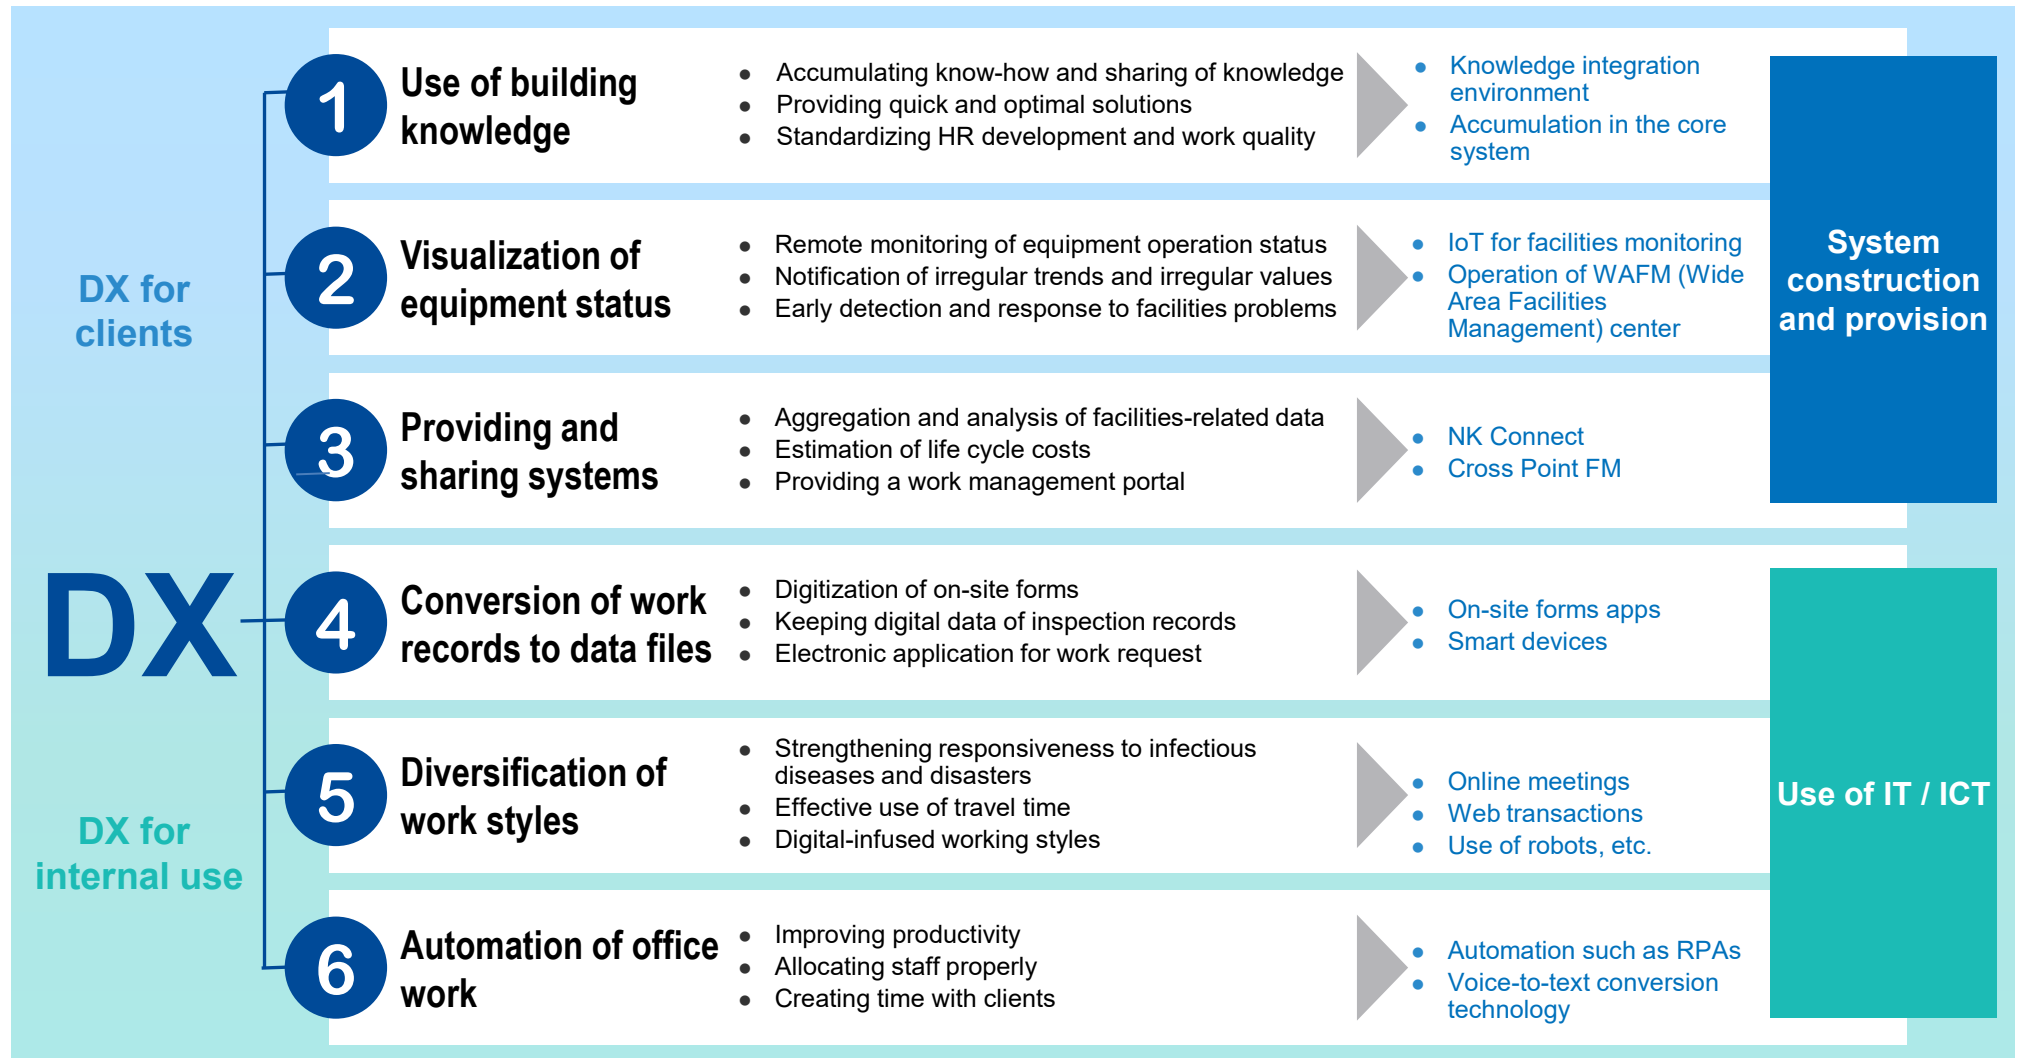 DX for
clients
DX
DX for
internal use
1
Use of building
knowledge
● Accumulating know-how and sharing of knowledge
● Providing quick and optimal solutions
● Standardizing HR development and work quality
● Knowledge integration
environment
● Accumulation in the core
system
2
Visualization of
equipment status
● Remote monitoring of equipment operation status
● Notification of irregular trends and irregular values
● Early detection and response to facilities problems
● IoT for facilities monitoring
● Operation of WAFM (Wide
Area Facilities
Management) center
3
Providing and
sharing systems
● Aggregation and analysis of facilities-related data
● Estimation of life cycle costs
● Providing a work management portal
● NK Connect
● Cross Point FM
System
construction
and provision
4
Conversion of work
records to data files
● Digitization of on-site forms
● Keeping digital data of inspection records
● Electronic application for work request
● On-site forms apps
● Smart devices
5
Diversification of
work styles
● Strengthening responsiveness to infectious
diseases and disasters
● Effective use of travel time
● Digital-infused working styles
● Online meetings
● Web transactions
● Use of robots, etc.
6
Automation of office
work
● Improving productivity
● Allocating staff properly
● Creating time with clients
● Automation such as RPAs
● Voice-to-text conversion
technology
Use of IT / ICT